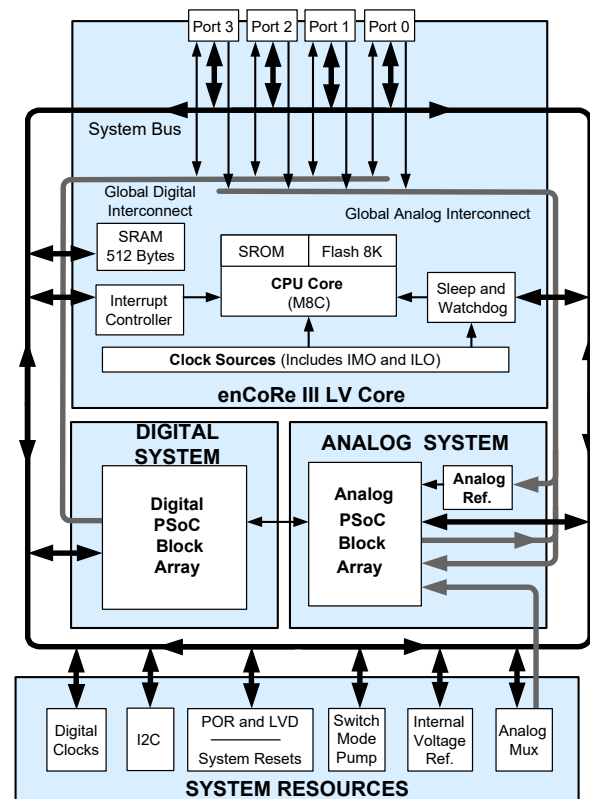 Port 3 Port 2 Port 1 Port 0
System Bus
Global Digital
Interconnect
Global Analog Interconnect
SRAM
512 Bytes
SROM Flash 8K
CPU Core
(M8C)
Interrupt
Controller
Sleep and
Watchdog
Clock Sources (Includes IMO and ILO)
enCoRe III LV Core
DIGITAL
SYSTEM
ANALOG SYSTEM
Digital
PSoC
Block
Array
Analog
PSoC
Block
Array
Analog
Ref.
Digital
Clocks
I2C
POR and LVD
System Resets
Switch
Mode
Pump
Internal
Voltage
Ref.
Analog
Mux
SYSTEM RESOURCES